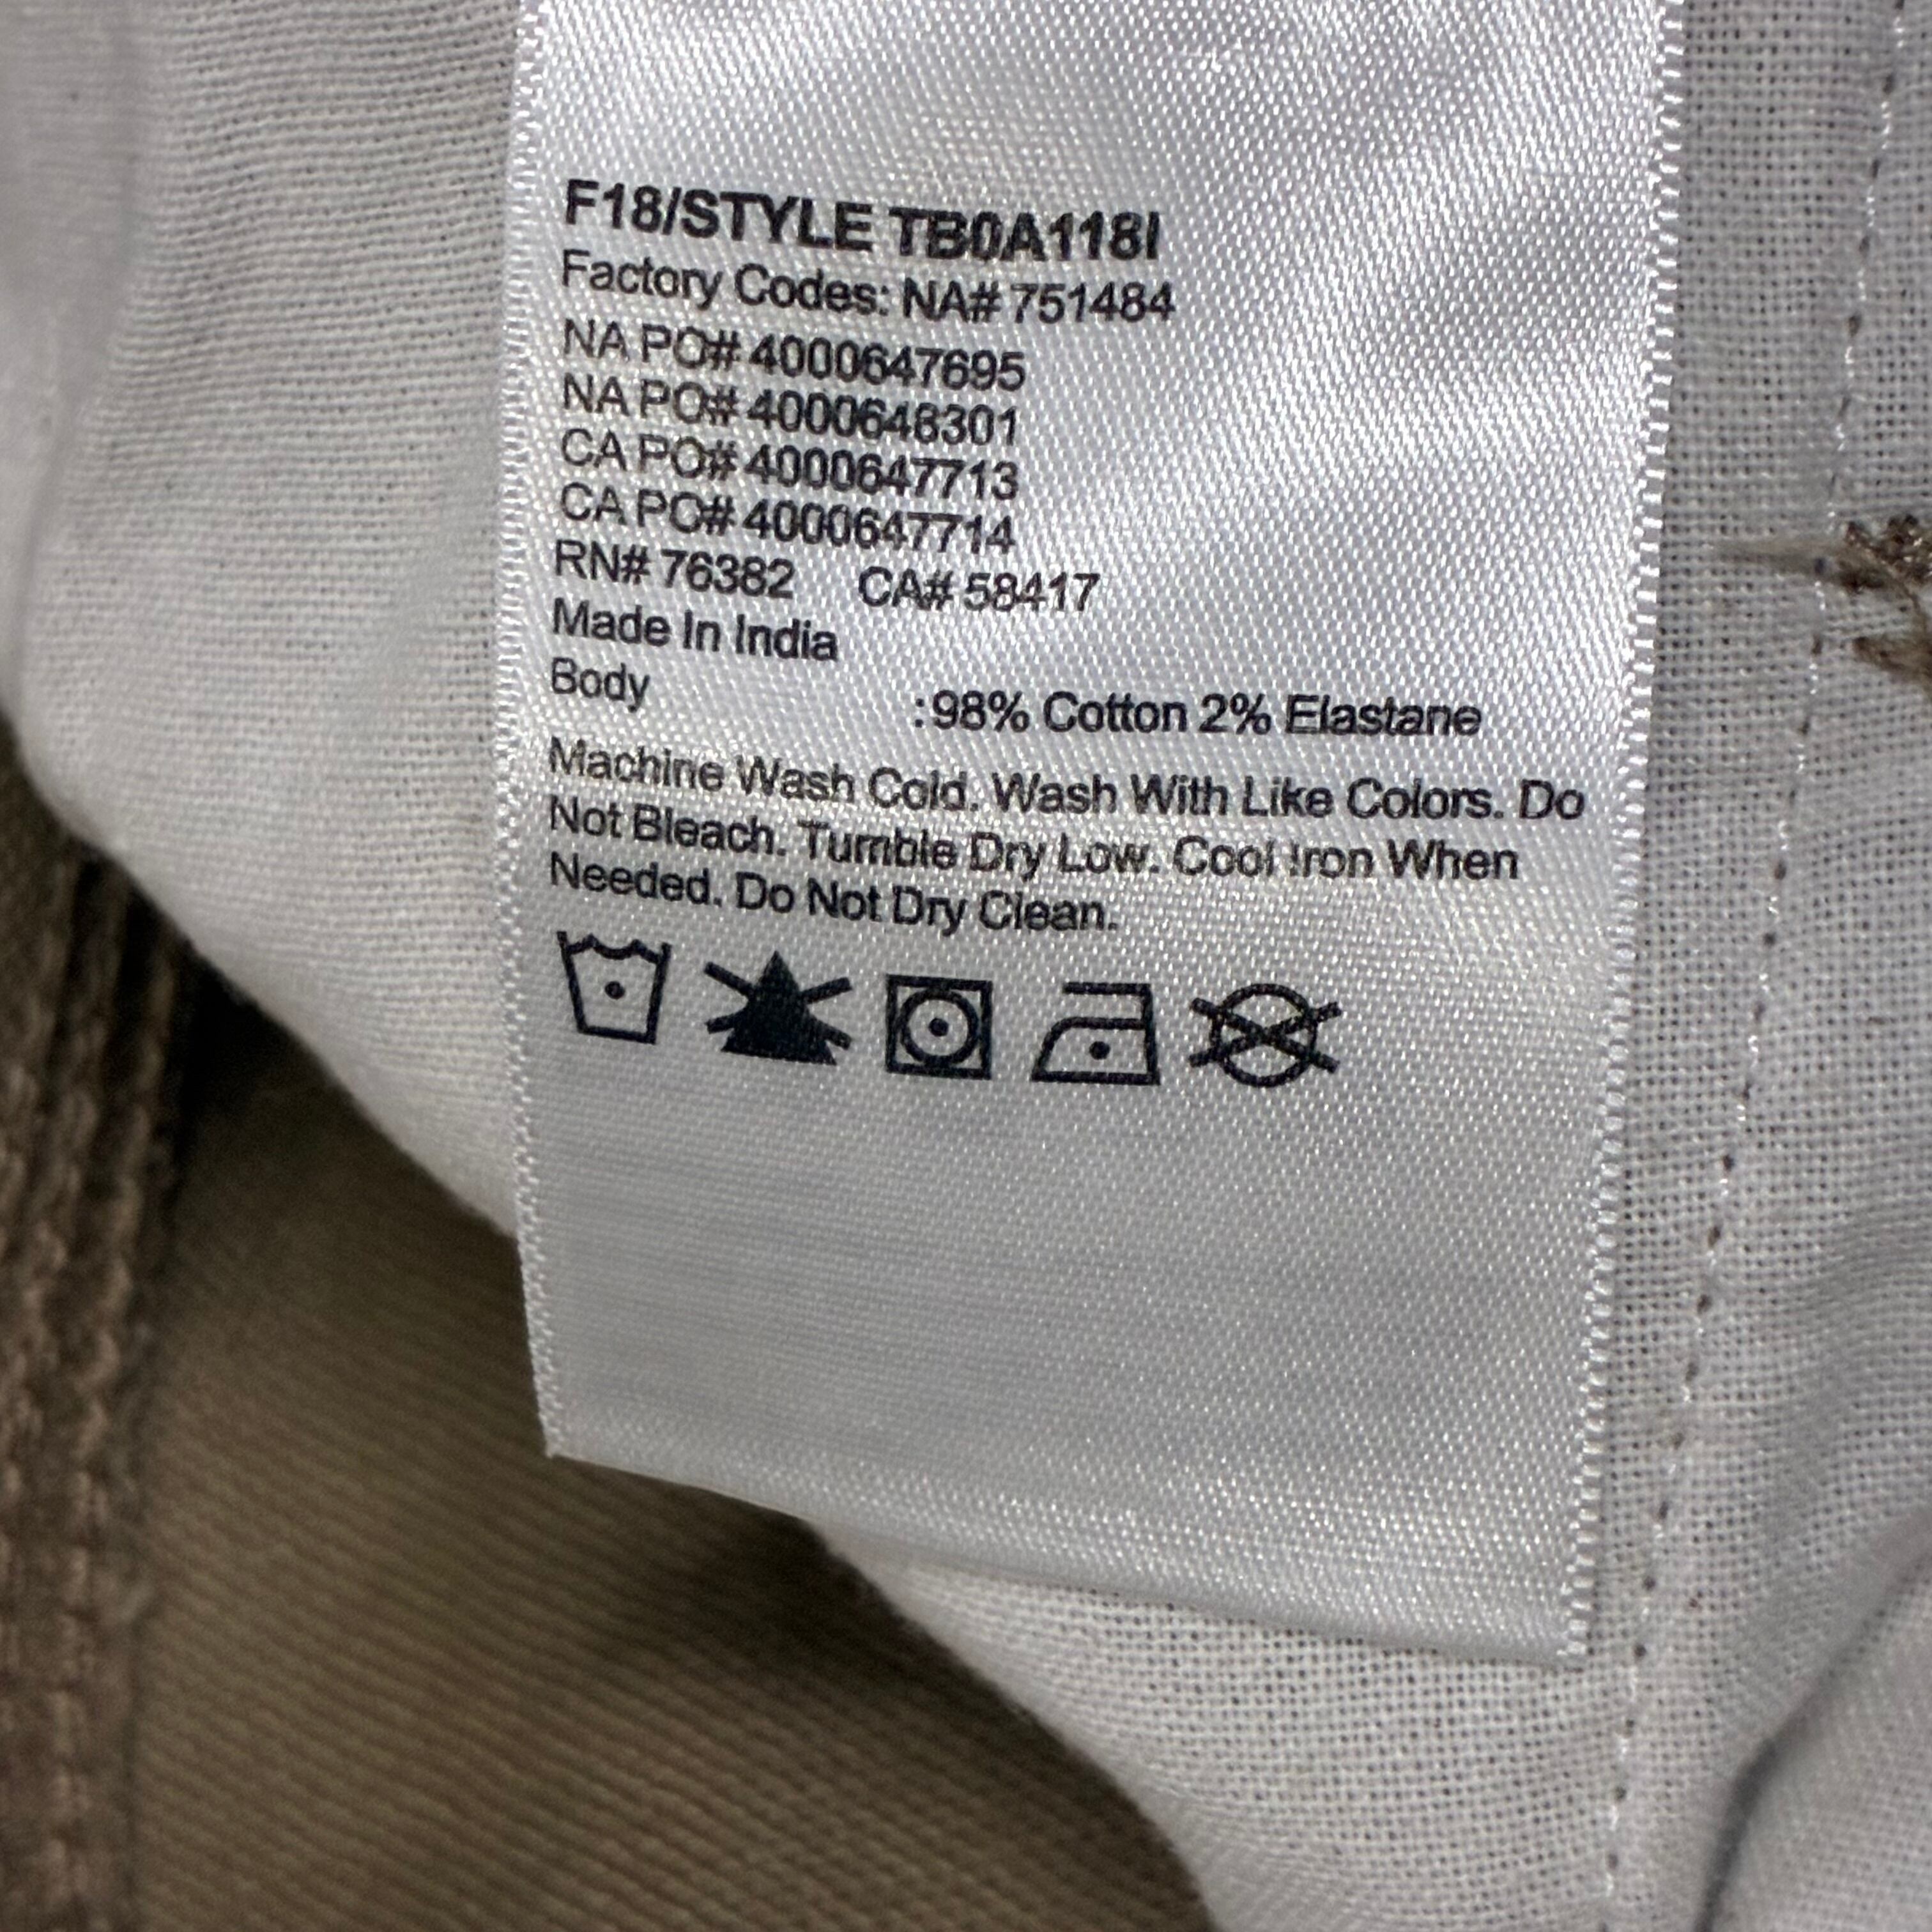 F18/STYLE TB0A118I
Factory Codes: NA# 751484
NA PO# 4000647695
NA PO# 4000648301
CA PO# 4000647713
CA PO# 4000647714
RN# 76382 CA# 58417
Made In India
Body :98% Cotton 2% Elastane
Machine Wash Cold. Wash With Like Colors. Do
Not Bleach. Tumble Dry Low. Cool Iron When
Needed. Do Not Dry Clean.